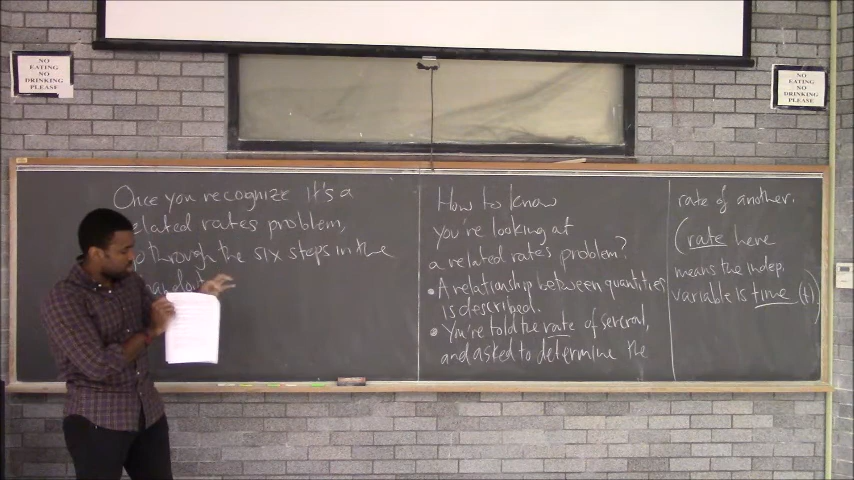 NO
EATING
NO
DRINKING
PLEASE
NO
EATING
NO
DRINKING
PLEASE
Once you recognize it's a
elated rates problem,
o through the six steps in the
handout
How to know
you're looking at
a related rates problem?
• A relationship between quantities
is described.
• You're told the rate of several,
and asked to determine the
rate of another.
(rate here
means the indep.
variable is time (t).)